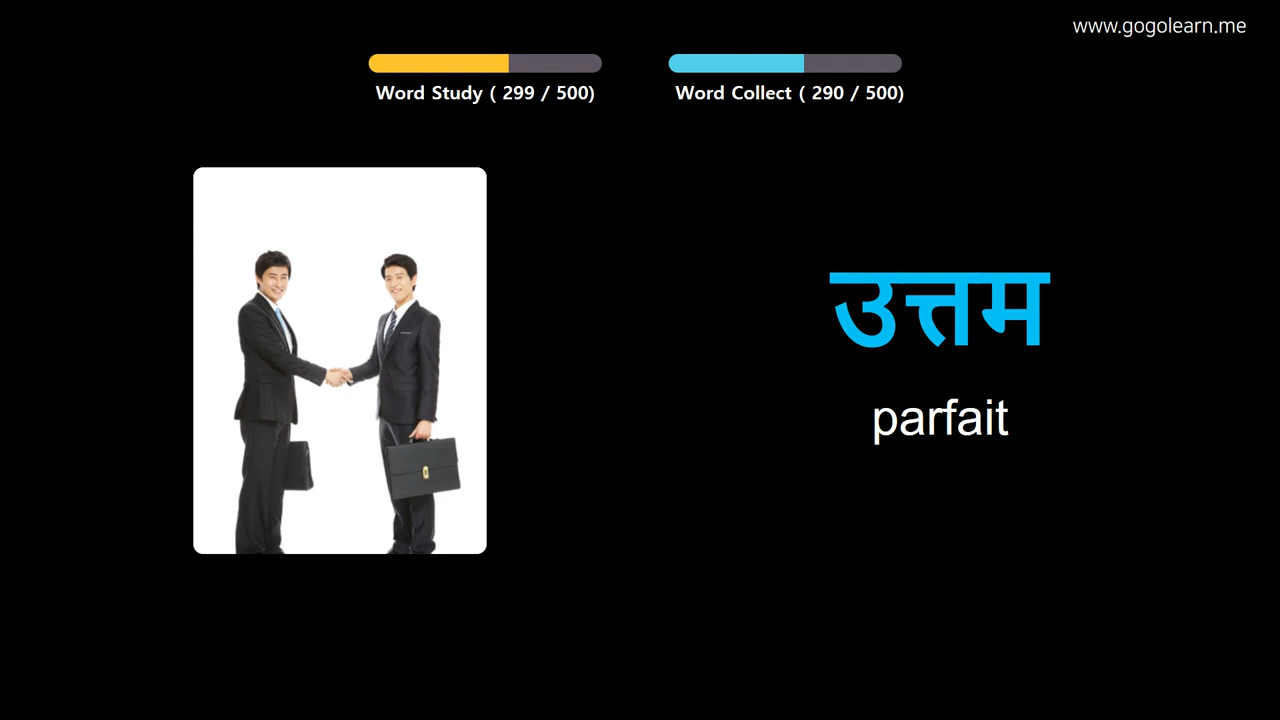 www.gogolearn.me
Word Study ( 299 / 500)
Word Collect ( 290 / 500)
उत्तम
parfait